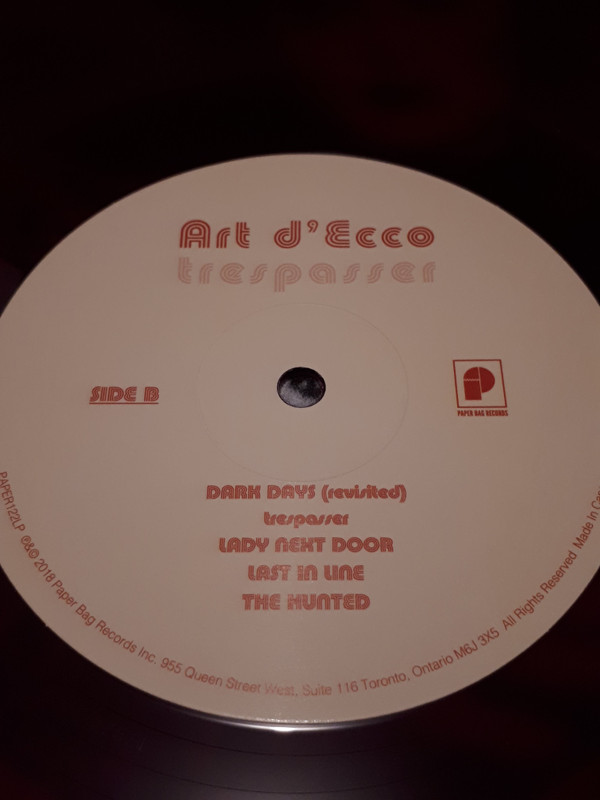 Art d'Ecco
trespasser
SIDE B
PAPER BAG RECORDS
DARK DAYS (revisited)
trespasser
LADY NEXT DOOR
LAST IN LINE
THE HUNTED
PAPER122LP ℗&© 2018 Paper Bag Records Inc. 955 Queen Street West, Suite 116 Toronto, Ontario M6J 3X5 All Rights Reserved Made In